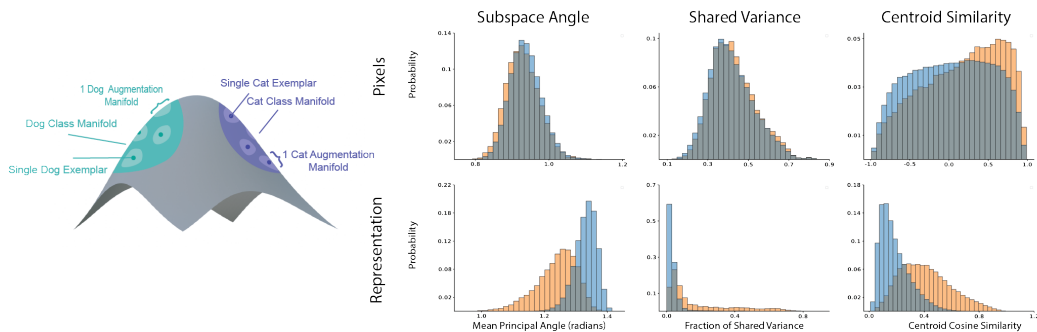 Subspace Angle
Shared Variance
Centroid Similarity
1 Dog Augmentation
Manifold
Dog Class Manifold
Single Dog Exemplar
Single Cat Exemplar
Cat Class Manifold
1 Cat Augmentation
Manifold
Pixels
Probability
0.14
0.1
0.06
0.02
0.8
1.0
1.2
0.1
0.06
0.02
0.1
0.3
0.5
0.7
0.9
0.05
0.03
0.01
-1.0
-0.5
0.0
0.5
1.0
Representation
Probability
0.22
0.18
0.12
0.08
0.02
1.0
1.2
1.4
Mean Principal Angle (radians)
0.7
0.5
0.3
0.1
0.0
0.4
0.8
Fraction of Shared Variance
0.18
0.14
0.1
0.06
0.02
0.0
0.4
0.8
1.2
Centroid Cosine Similarity